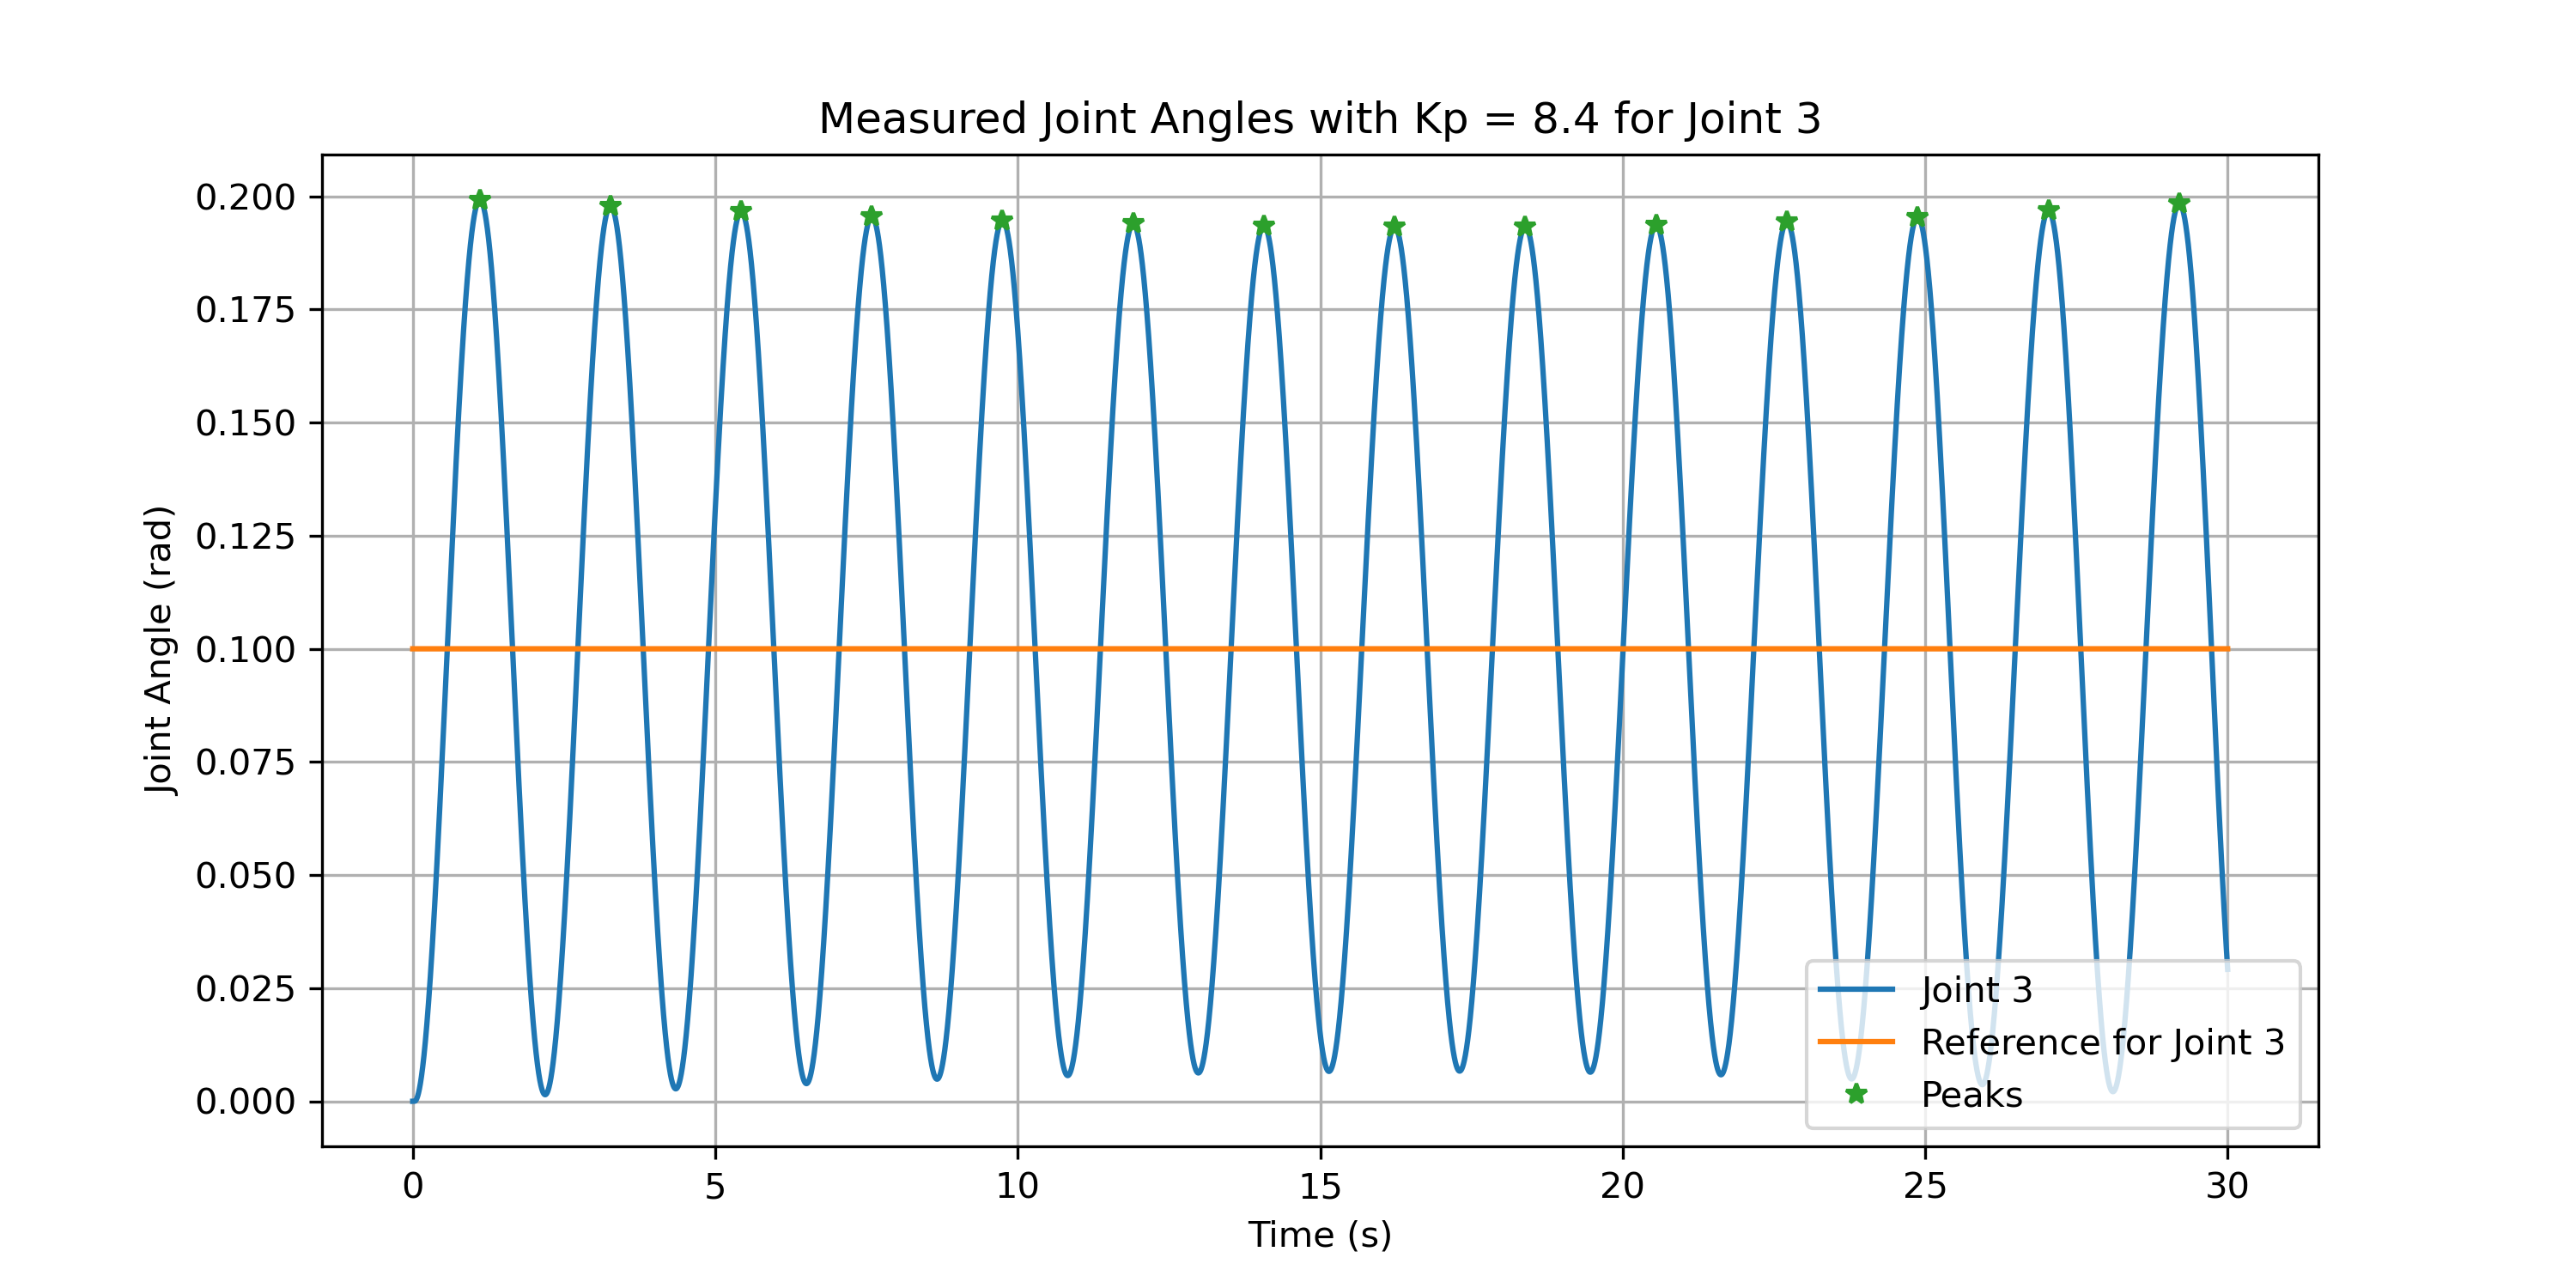 Measured Joint Angles with Kp = 8.4 for Joint 3
Joint Angle (rad)
0.200
0.175
0.150
0.125
0.100
0.075
0.050
0.025
0.000
Joint 3
Reference for Joint 3
Peaks
0 5 10 15 20 25 30
Time (s)